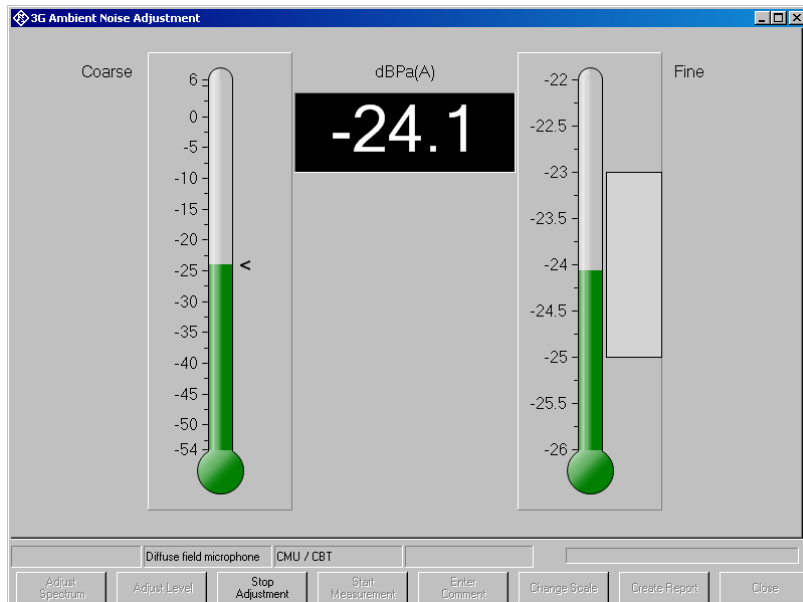 3G Ambient Noise Adjustment
Coarse
dBPa(A)
Fine
-24.1
6
0
-5
-10
-15
-20
-25
-30
-35
-40
-45
-50
-54
<
-22
-22.5
-23
-23.5
-24
-24.5
-25
-25.5
-26
Diffuse field microphone
CMU / CBT
Adjust
Spectrum
Adjust Level
Stop
Adjustment
Start
Measurement
Enter
Comment
Change Scale
Create Report
Close